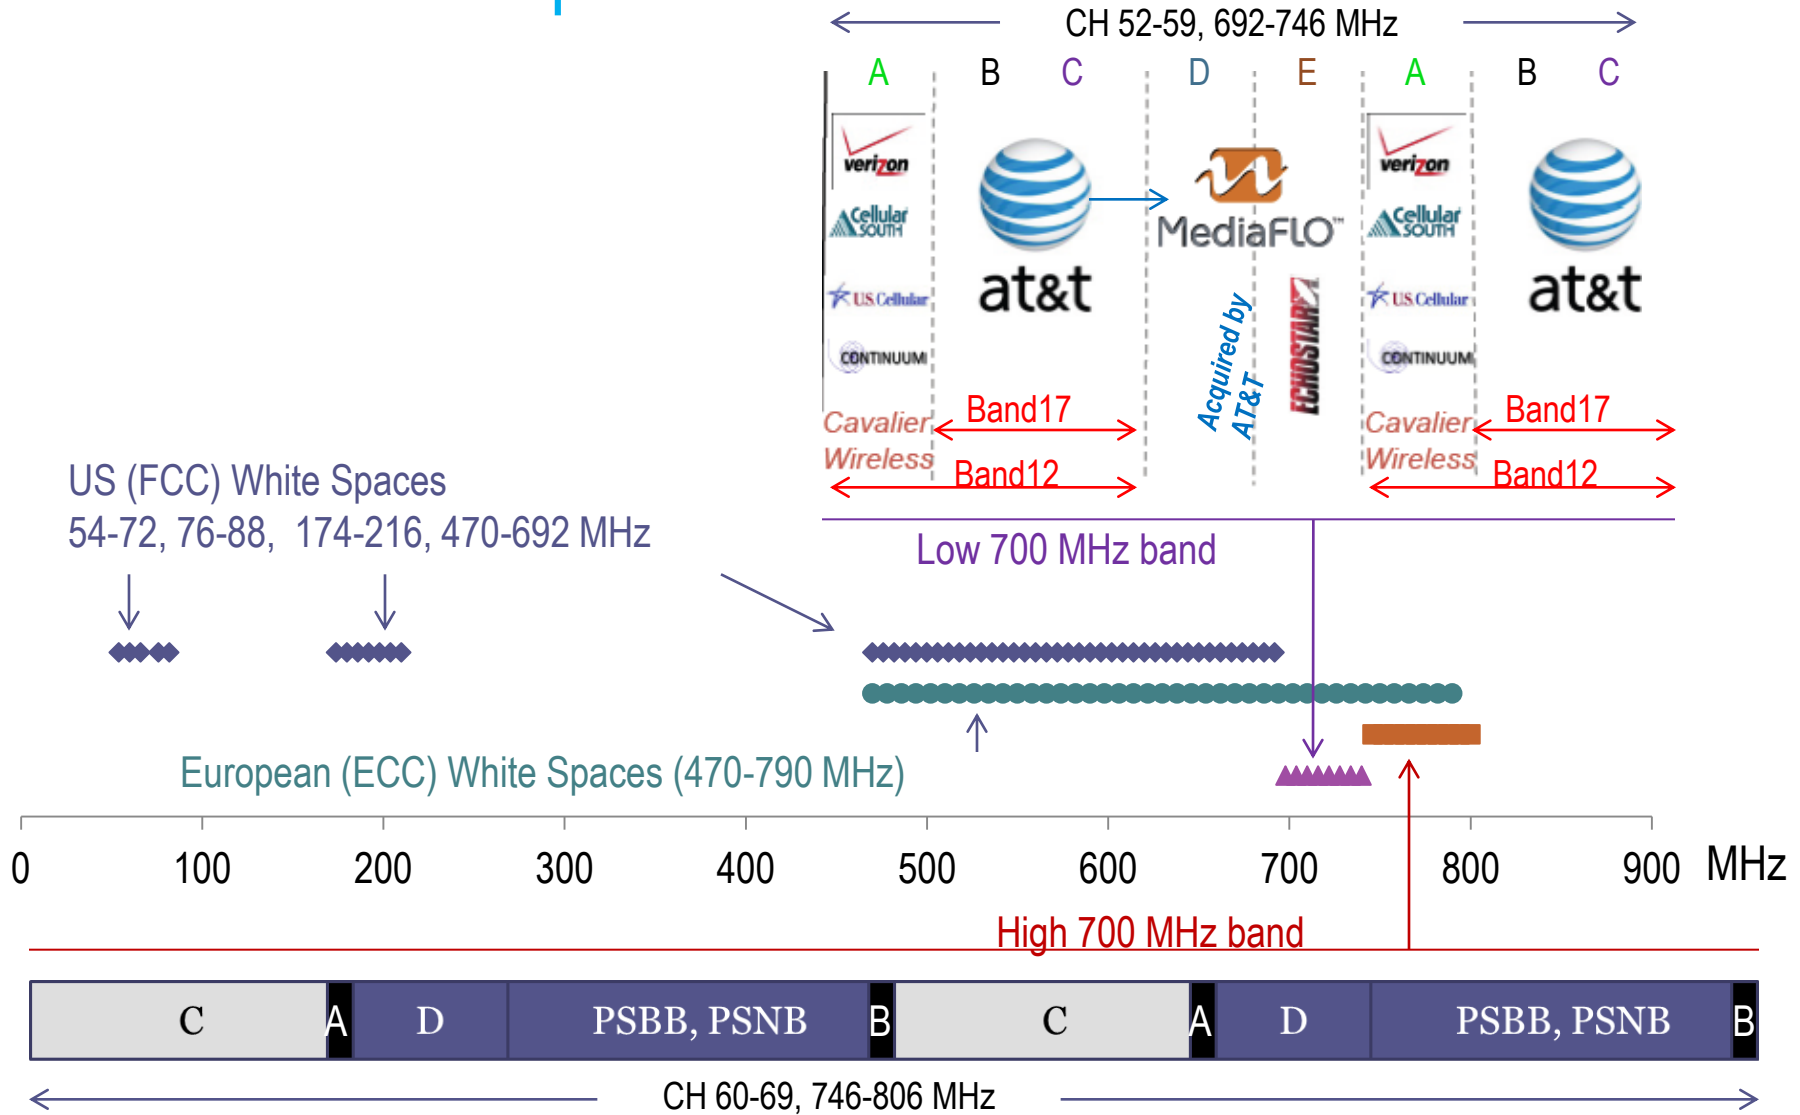 CH 52-59, 692-746 MHz
A B C D E A B C
verizon
Cellular
SOUTH
U.S. Cellular
CONTINUUM
Cavalier
Wireless
at&t
MediaFLO™
Acquired by
AT&T
ECHOSTAR
verizon
Cellular
SOUTH
U.S. Cellular
CONTINUUM
Cavalier
Wireless
at&t
Band17
Band12
Band17
Band12
US (FCC) White Spaces
54-72, 76-88, 174-216, 470-692 MHz
Low 700 MHz band
European (ECC) White Spaces (470-790 MHz)
0 100 200 300 400 500 600 700 800 900 MHz
High 700 MHz band
C A D PSBB, PSNB B C A D PSBB, PSNB B
CH 60-69, 746-806 MHz